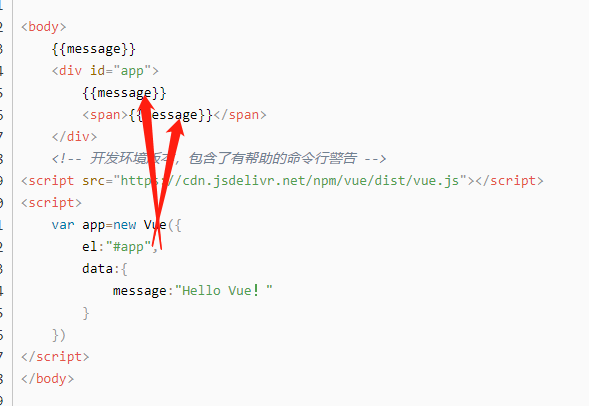 1
2 <body>
3 {{message}}
4 <div id="app">
5 {{message}}
6 <span>{{message}}</span>
7 </div>
8 <!-- 开发环境版本，包含了有帮助的命令行警告 -->
9 <script src="https://cdn.jsdelivr.net/npm/vue/dist/vue.js"></script>
0 <script>
1 var app=new Vue({
2 el:"#app",
3 data:{
4 message:"Hello Vue！"
5 }
6 })
7 </script>
8 </body>
9